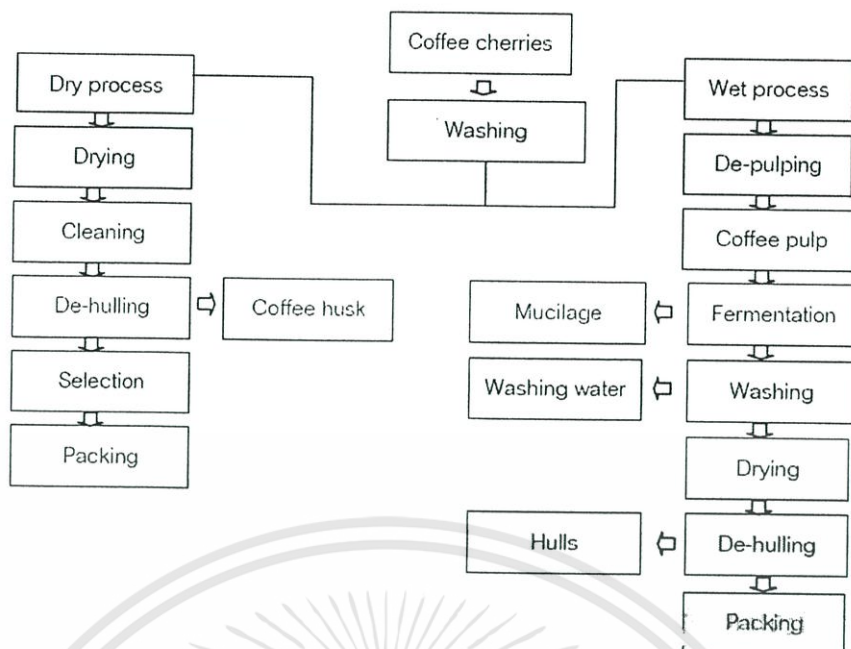 Coffee cherries
Washing
Dry process
Drying
Cleaning
De-hulling
Coffee husk
Selection
Packing
Wet process
De-pulping
Coffee pulp
Fermentation
Mucilage
Washing
Washing water
Drying
De-hulling
Hulls
Packing